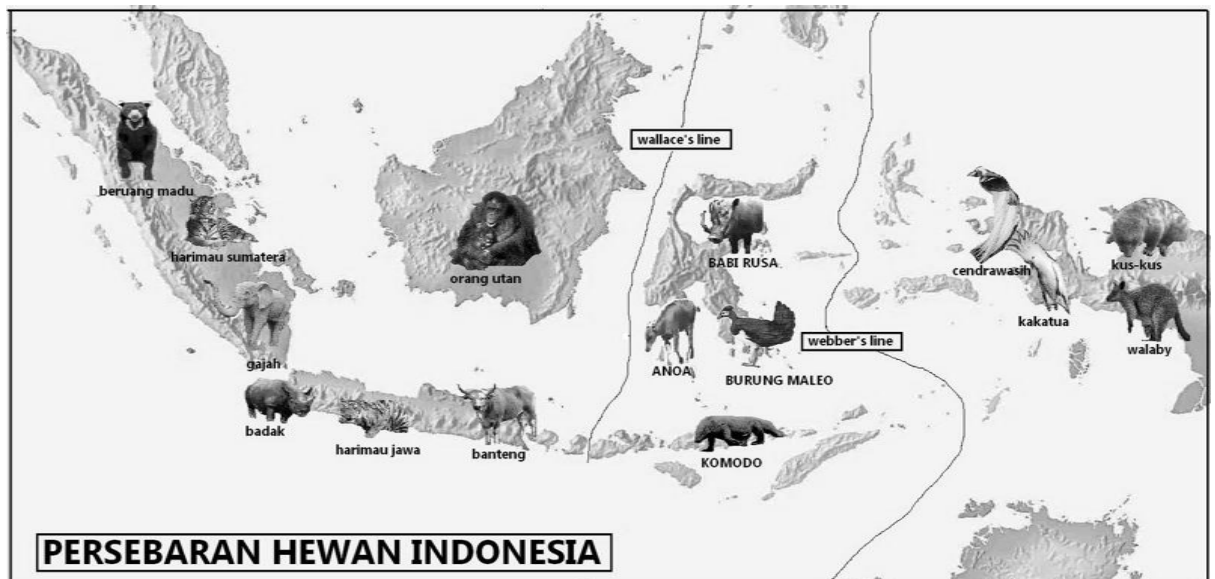 wallace's line
beruang madu
harimau sumatera
orang utan
BABI RUSA
cendrawasih
kus-kus
kakatua
walaby
gajah
webber's line
ANOA
BURUNG MALEO
badak
harimau jawa
banteng
KOMODO
PERSEBARAN HEWAN INDONESIA